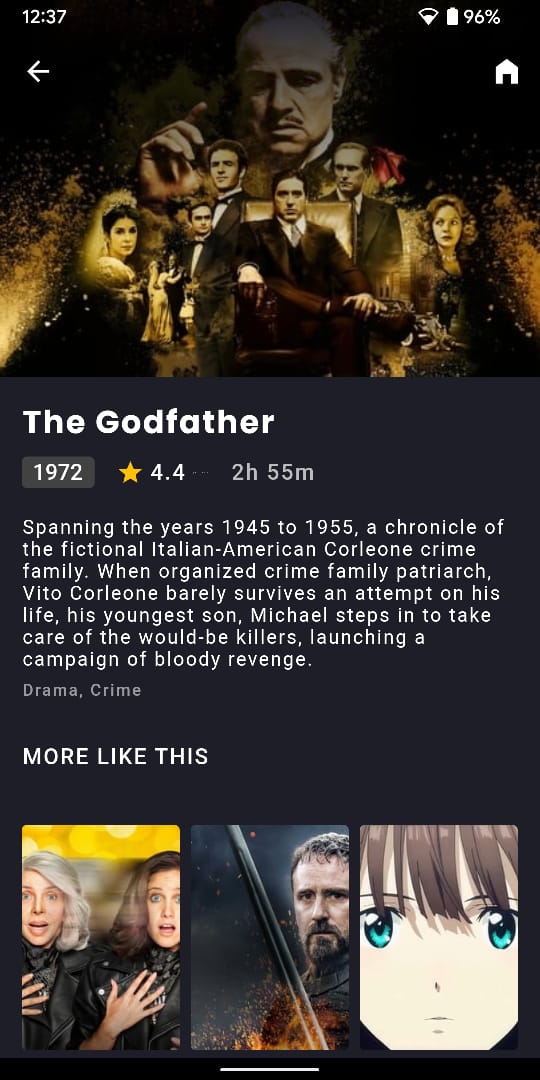 12:37
96%
The Godfather
1972
4.4
2h 55m
Spanning the years 1945 to 1955, a chronicle of
the fictional Italian-American Corleone crime
family. When organized crime family patriarch,
Vito Corleone barely survives an attempt on his
life, his youngest son, Michael steps in to take
care of the would-be killers, launching a
campaign of bloody revenge.
Drama, Crime
MORE LIKE THIS